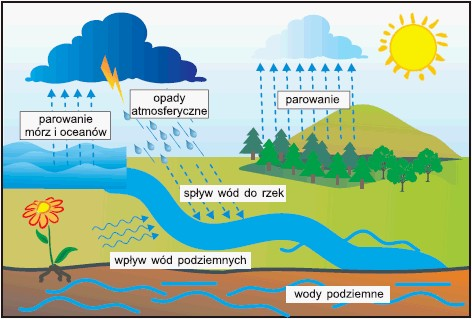 opady
atmosferyczne
parowanie
parowanie
mórz i oceanów
spływ wód do rzek
wpływ wód podziemnych
wody podziemne